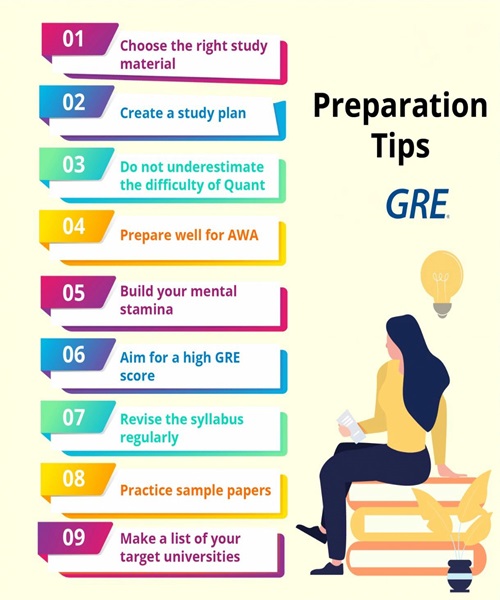 01
Choose the right study
material
02
Create a study plan
03
Do not underestimate
the difficulty of Quant
04
Prepare well for AWA
05
Build your mental
stamina
06
Aim for a high GRE
score
07
Revise the syllabus
regularly
08
Practice sample papers
09
Make a list of your
target universities
Preparation
Tips
GRE®